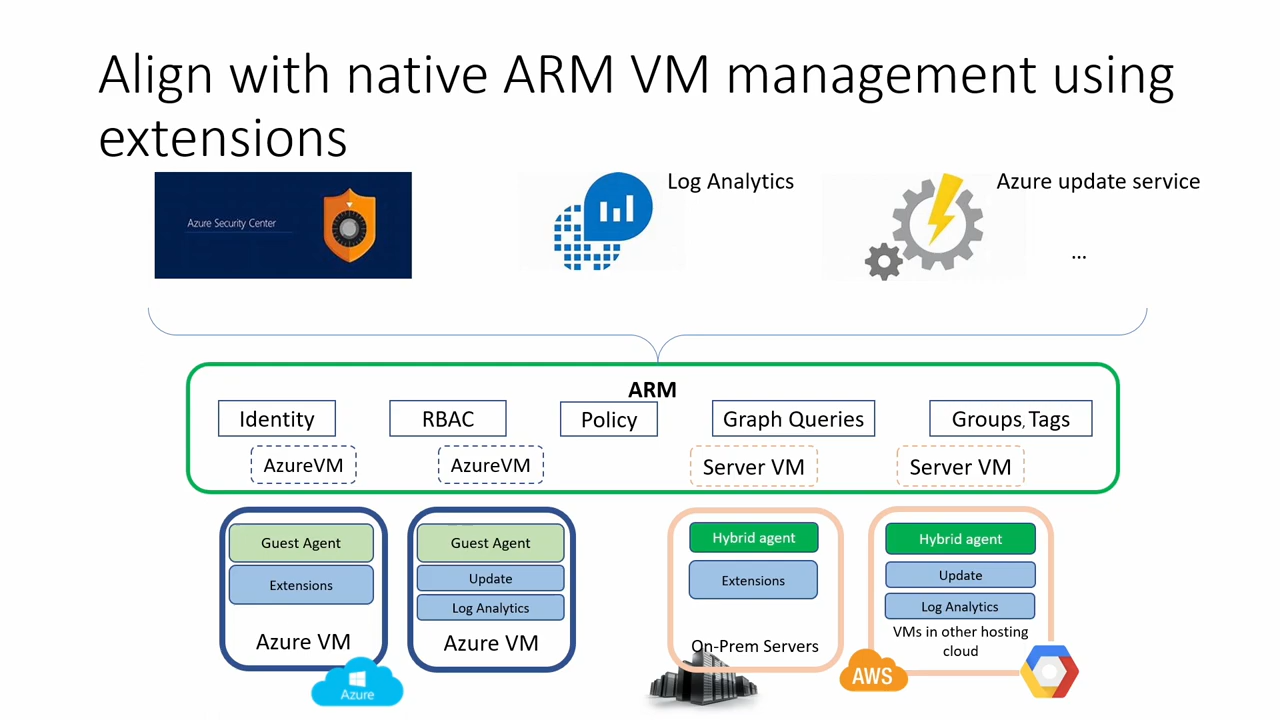 Align with native ARM VM management using
extensions
Azure Security Center
Log Analytics
Azure update service
...
ARM
Identity
RBAC
Policy
Graph Queries
Groups, Tags
AzureVM
AzureVM
Server VM
Server VM
Guest Agent
Extensions
Azure VM
Azure
Guest Agent
Update
Log Analytics
Azure VM
Hybrid agent
Extensions
On-Prem Servers
Hybrid agent
Update
Log Analytics
VMs in other hosting
cloud
AWS